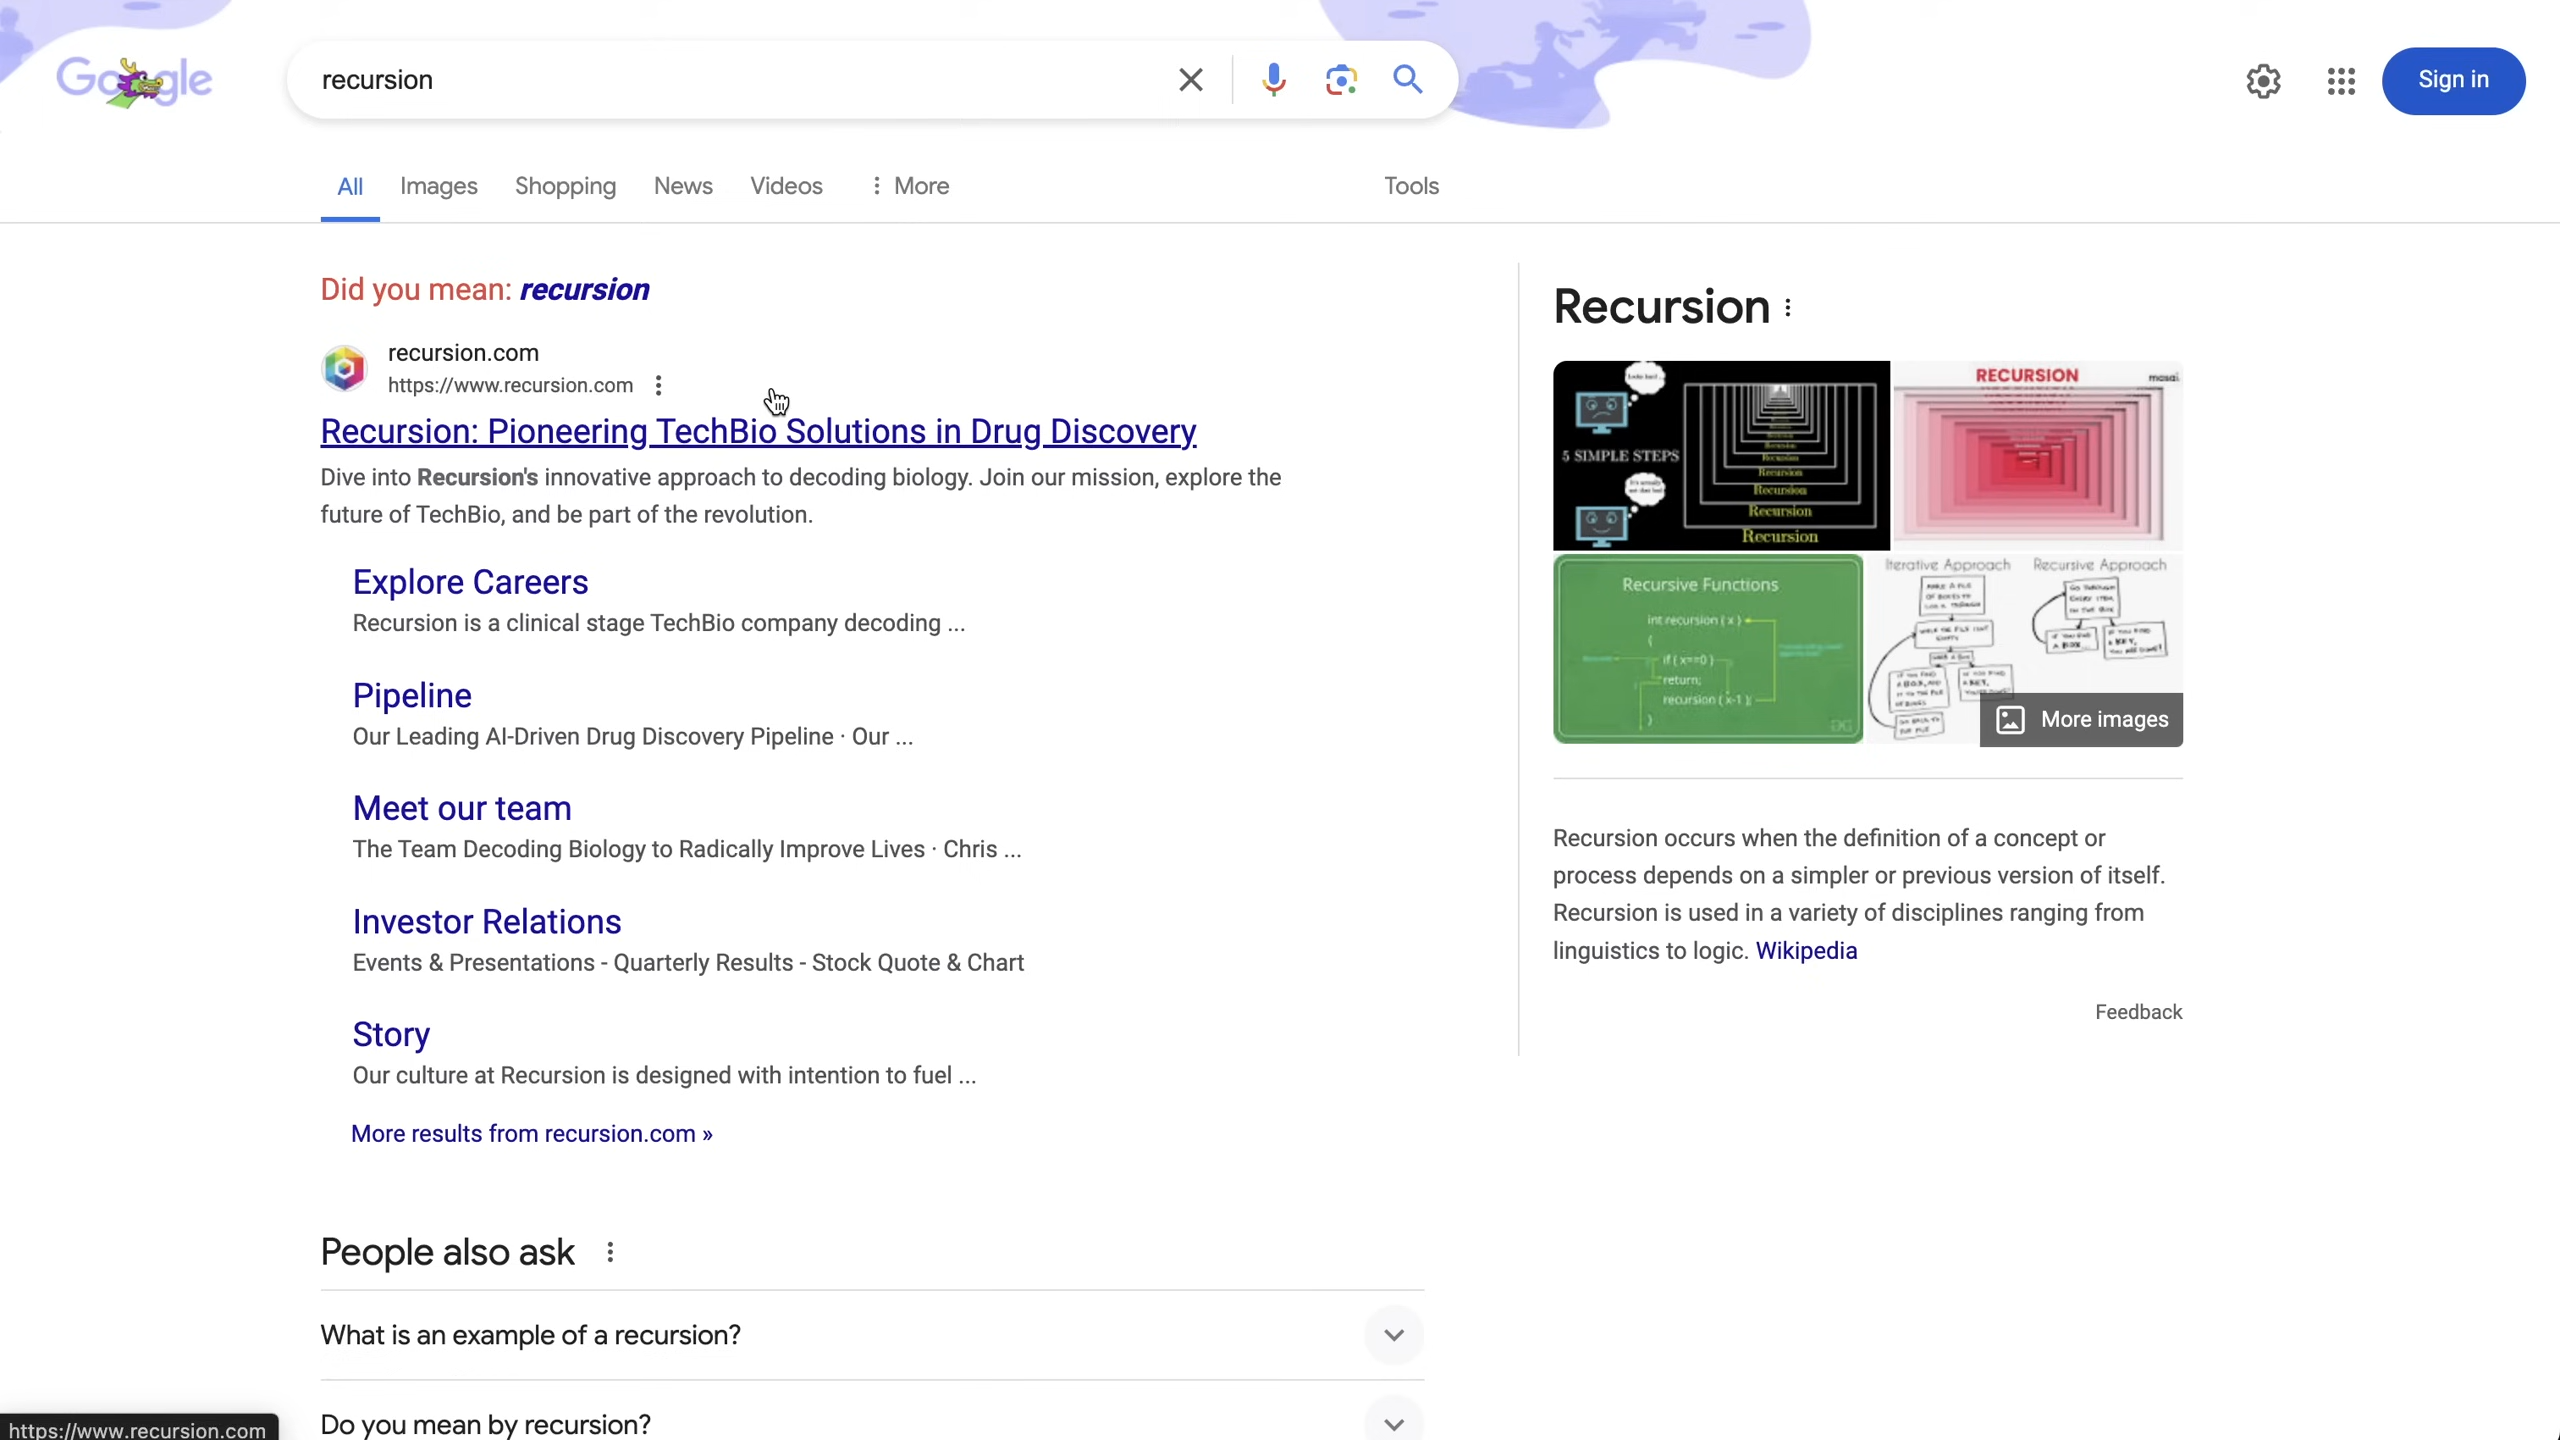 Google
recursion
Sign in
All Images Shopping News Videos More Tools
Did you mean: recursion
recursion.com
https://www.recursion.com
Recursion: Pioneering TechBio Solutions in Drug Discovery
Dive into Recursion's innovative approach to decoding biology. Join our mission, explore the
future of TechBio, and be part of the revolution.
Explore Careers
Recursion is a clinical stage TechBio company decoding ...
Pipeline
Our Leading AI-Driven Drug Discovery Pipeline · Our ...
Meet our team
The Team Decoding Biology to Radically Improve Lives · Chris ...
Investor Relations
Events & Presentations - Quarterly Results - Stock Quote & Chart
Story
Our culture at Recursion is designed with intention to fuel ...
More results from recursion.com »
People also ask
What is an example of a recursion?
Do you mean by recursion?
https://www.recursion.com
Recursion
5 SIMPLE STEPS
Recursion
Recursion
Recursion
Recursion
Recursion
RECURSION
masai.
Recursive Functions
int recursion ( x )
{
if ( x==0 )
return;
recursion ( x-1 );
}
Iterative Approach
Recursive Approach
More images
Recursion occurs when the definition of a concept or
process depends on a simpler or previous version of itself.
Recursion is used in a variety of disciplines ranging from
linguistics to logic. Wikipedia
Feedback